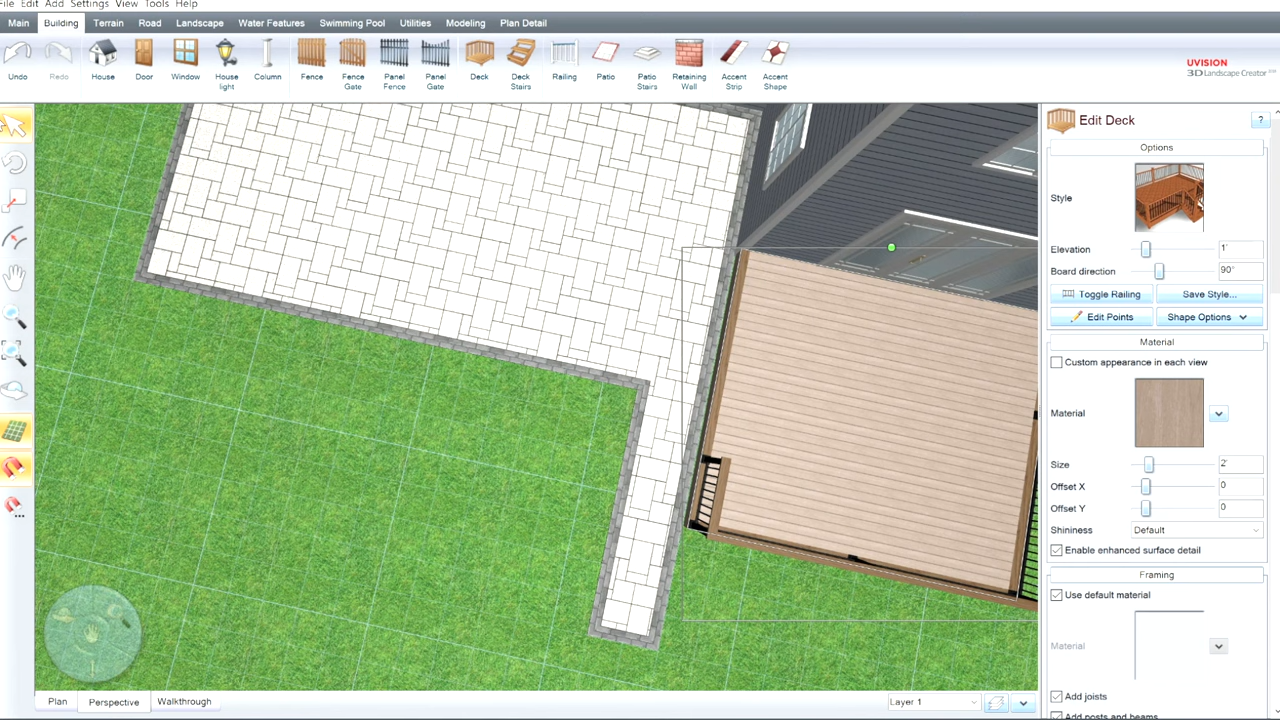 File Edit Add Settings View Tools Help
Main Building Terrain Road Landscape Water Features Swimming Pool Utilities Modeling Plan Detail
Undo Redo House Door Window House light Column Fence Fence Gate Panel Fence Panel Gate Deck Deck Stairs Railing Patio Patio Stairs Retaining Wall Accent Strip Accent Shape
UVISION
3D Landscape Creator
Edit Deck ?
Options
Style
Elevation 1'
Board direction 90°
Toggle Railing Save Style...
Edit Points Shape Options
Material
Custom appearance in each view
Material
Size 2'
Offset X 0
Offset Y 0
Shininess Default
Enable enhanced surface detail
Framing
Use default material
Material
Add joists
Add posts and beams
Plan Perspective Walkthrough Layer 1